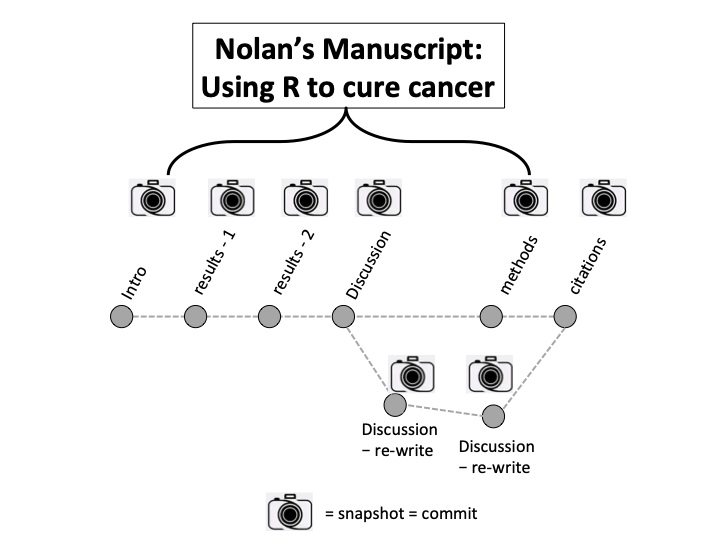 Nolan’s Manuscript:
Using R to cure cancer
Intro
results - 1
results - 2
Discussion
methods
citations
Discussion
– re-write
Discussion
– re-write
= snapshot = commit